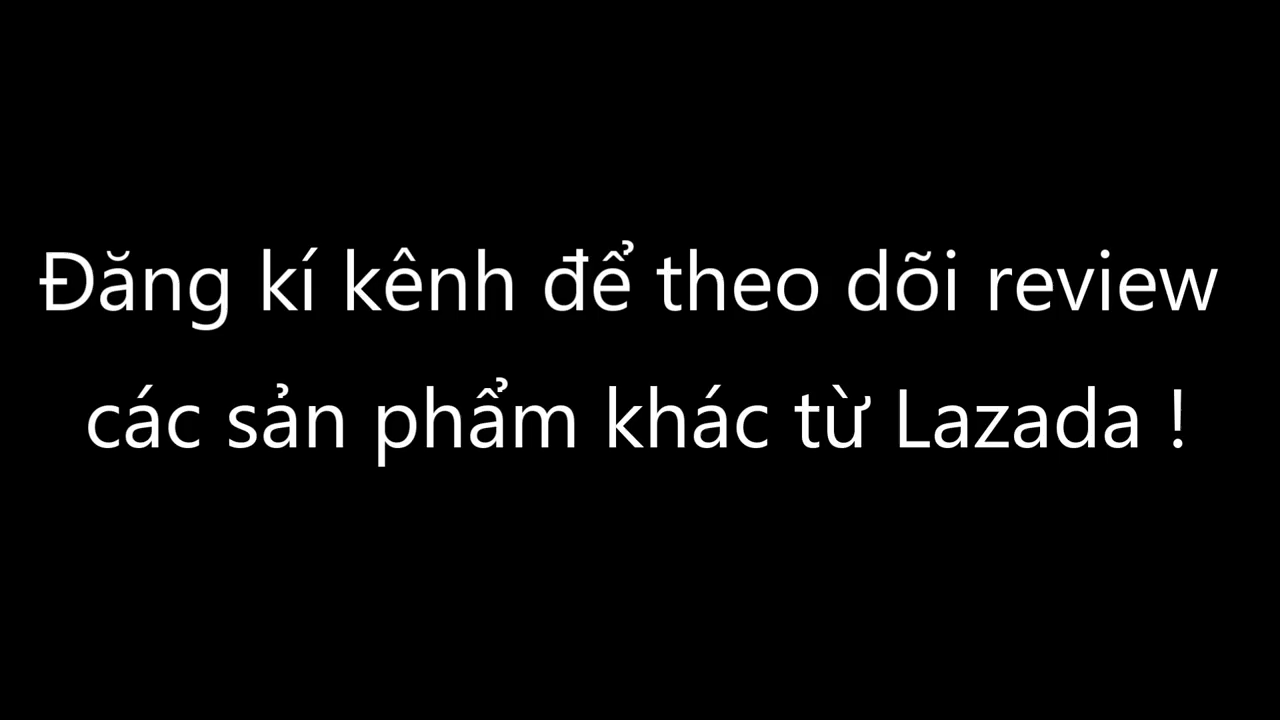 Đăng kí kênh để theo dõi review
các sản phẩm khác từ Lazada !